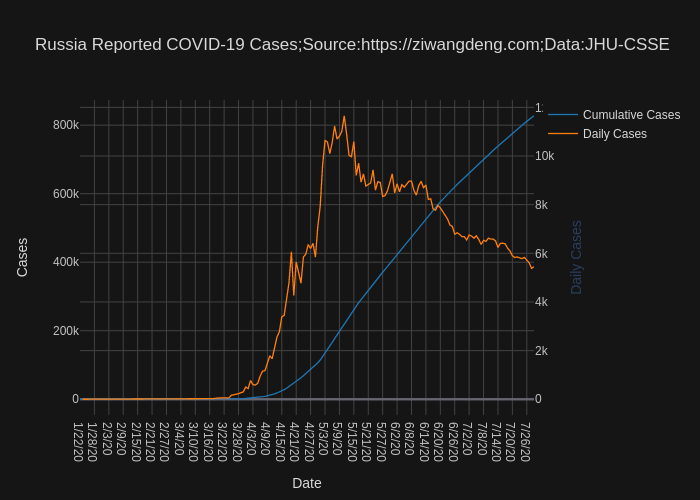 Russia Reported COVID-19 Cases;Source:https://ziwangdeng.com;Data:JHU-CSSE
Cumulative Cases
Daily Cases
800k
600k
400k
200k
0
10k
8k
6k
4k
2k
0
Cases
Daily Cases
1/22/20
1/28/20
2/3/20
2/9/20
2/15/20
2/21/20
2/27/20
3/4/20
3/10/20
3/16/20
3/22/20
3/28/20
4/3/20
4/9/20
4/15/20
4/21/20
4/27/20
5/3/20
5/9/20
5/15/20
5/21/20
5/27/20
6/2/20
6/8/20
6/14/20
6/20/20
6/26/20
7/2/20
7/8/20
7/14/20
7/20/20
7/26/20
Date